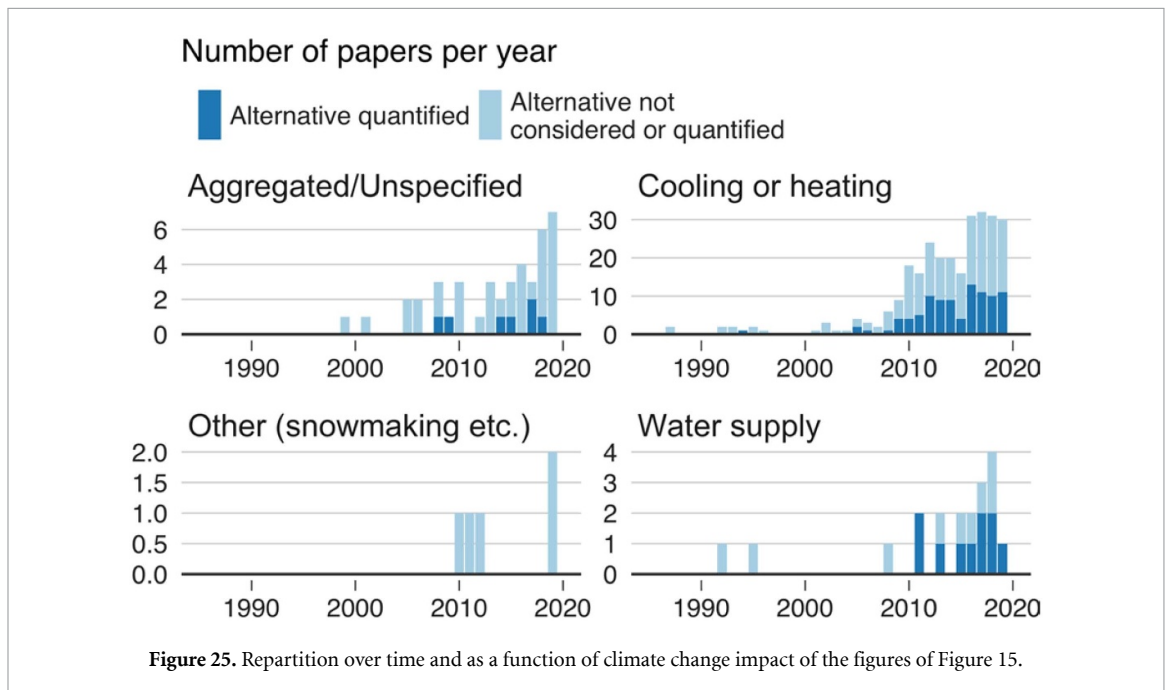 Number of papers per year
Alternative quantified
Alternative not
considered or quantified
Aggregated/Unspecified
6
4
2
0
1990 2000 2010 2020
Cooling or heating
30
20
10
0
1990 2000 2010 2020
Other (snowmaking etc.)
2.0
1.5
1.0
0.5
0.0
1990 2000 2010 2020
Water supply
4
3
2
1
0
1990 2000 2010 2020
Figure 25. Repartition over time and as a function of climate change impact of the figures of Figure 15.